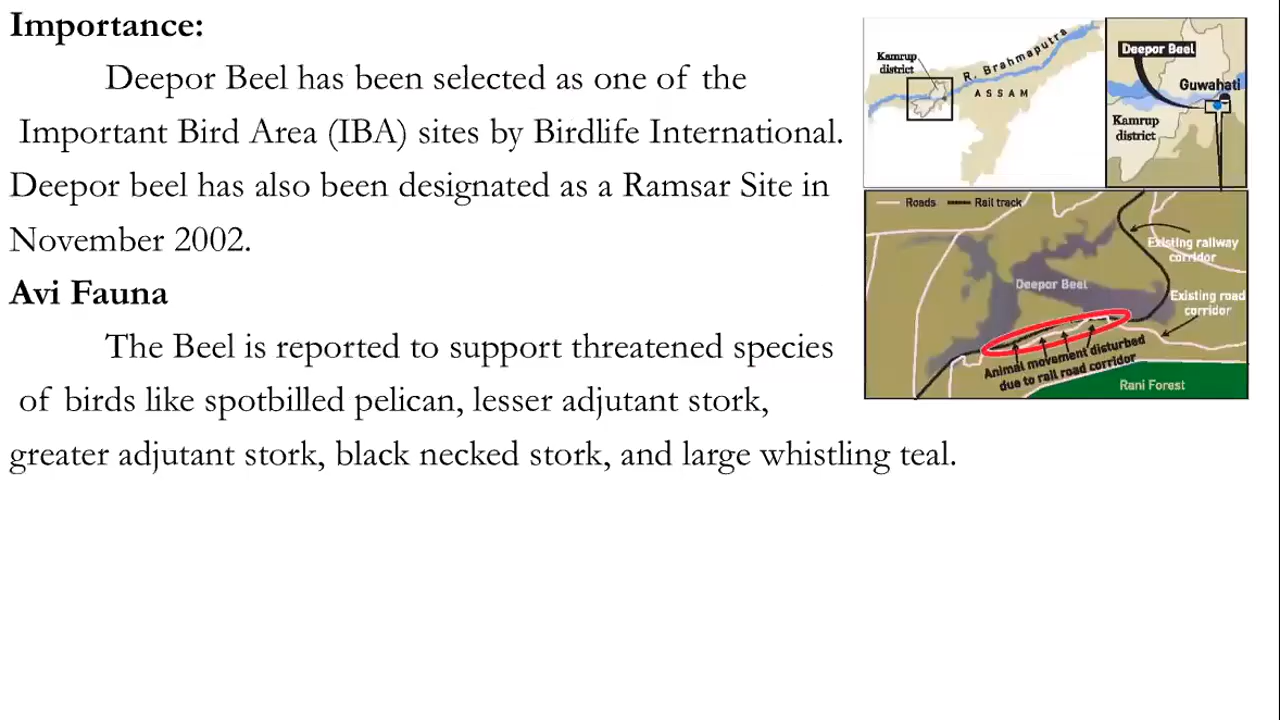 Importance:
Deepor Beel has been selected as one of the
Important Bird Area (IBA) sites by Birdlife International.
Deepor beel has also been designated as a Ramsar Site in
November 2002.
Avi Fauna
The Beel is reported to support threatened species
of birds like spotbilled pelican, lesser adjutant stork,
greater adjutant stork, black necked stork, and large whistling teal.
Kamrup
district
R. Brahmaputra
ASSAM
Deepor Beel
Guwahati
Kamrup
district
Roads
Rail track
Existing railway
corridor
Deepor Beel
Existing road
corridor
Animal movement disturbed
due to rail road corridor
Rani Forest